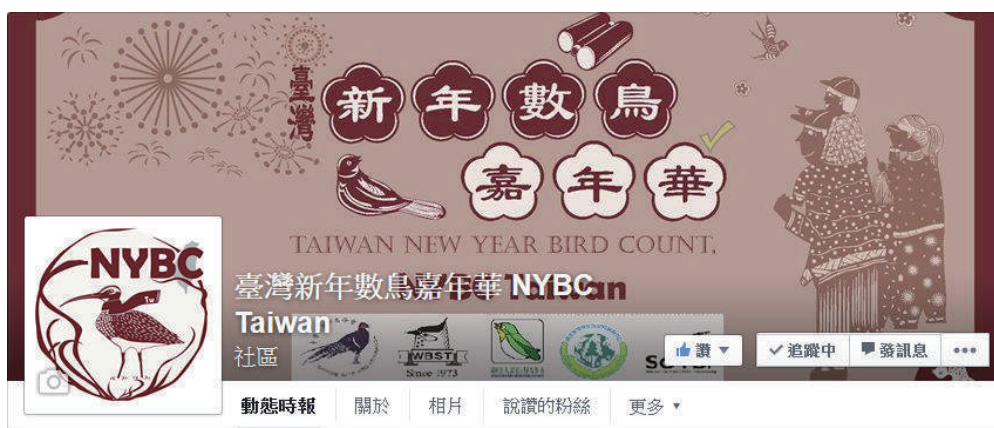 臺灣
新年數鳥
嘉年華
TAIWAN NEW YEAR BIRD COUNT,
NYBC Taiwan
NYBC
臺灣新年數鳥嘉年華 NYBC
Taiwan
社區
WBST
Since 1973
讚
追蹤中
發訊息
動態時報 關於 相片 說讚的粉絲 更多